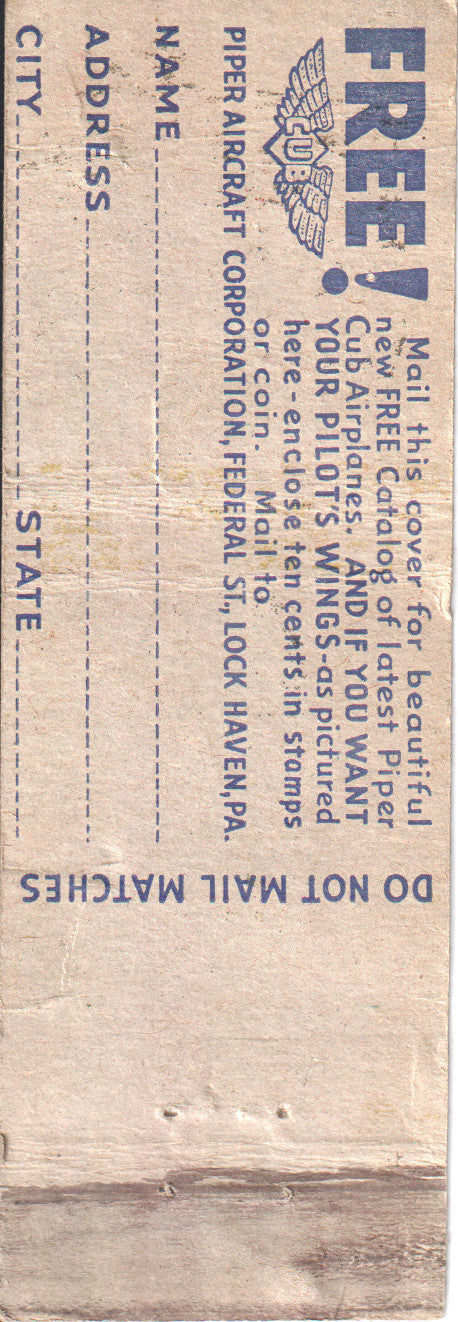 FREE!
CUB
Mail this cover for beautiful
new FREE Catalog of latest Piper
Cub Airplanes. AND IF YOU WANT
YOUR PILOT'S WINGS-as pictured
here-enclose ten cents in stamps
or coin. Mail to
PIPER AIRCRAFT CORPORATION, FEDERAL ST., LOCK HAVEN, PA.
NAME
ADDRESS
CITY STATE
DO NOT MAIL MATCHES